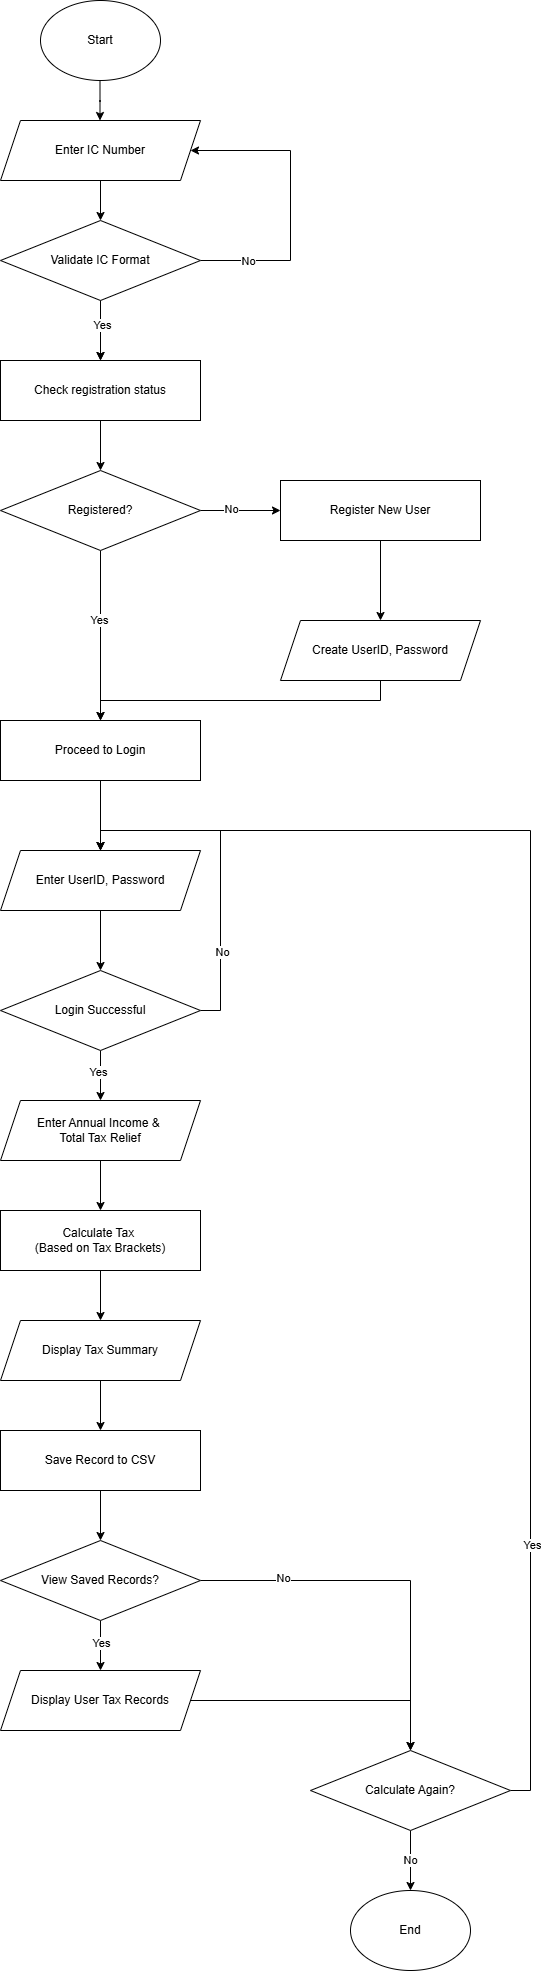 Start
Enter IC Number
Validate IC Format
No
Yes
Check registration status
Registered?
No
Register New User
Yes
Create UserID, Password
Proceed to Login
Enter UserID, Password
No
Login Successful
Yes
Enter Annual Income &
Total Tax Relief
Calculate Tax
(Based on Tax Brackets)
Display Tax Summary
Save Record to CSV
Yes
View Saved Records?
No
Yes
Display User Tax Records
Calculate Again?
No
End